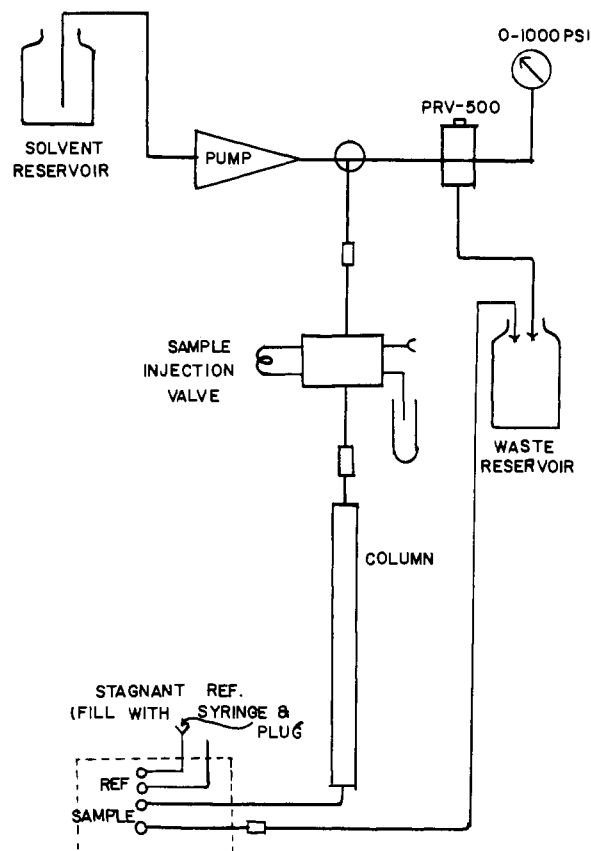 0-1000 PSI
PRV-500
SOLVENT
RESERVOIR
PUMP
SAMPLE
INJECTION
VALVE
WASTE
RESERVOIR
COLUMN
STAGNANT REF.
(FILL WITH SYRINGE &
PLUG
REF
SAMPLE